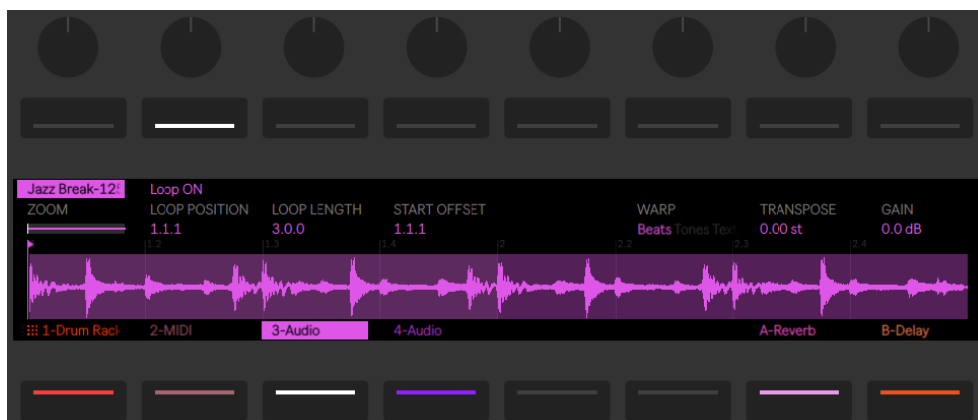 Jazz Break-125 Loop ON
ZOOM LOOP POSITION LOOP LENGTH START OFFSET WARP TRANSPOSE GAIN
1.1.1 3.0.0 1.1.1 Beats Tones Text 0.00 st 0.0 dB
1.2 1.3 1.4 2 2.2 2.3 2.4
1-Drum Rack 2-MIDI 3-Audio 4-Audio A-Reverb B-Delay